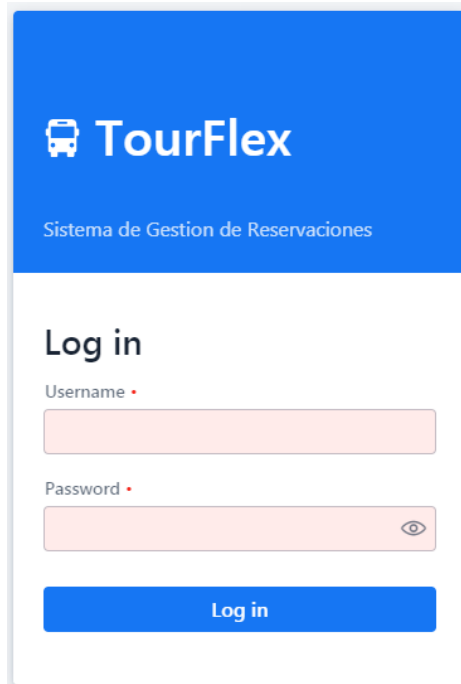 TourFlex
Sistema de Gestion de Reservaciones
Log in
Username •
Password •
Log in